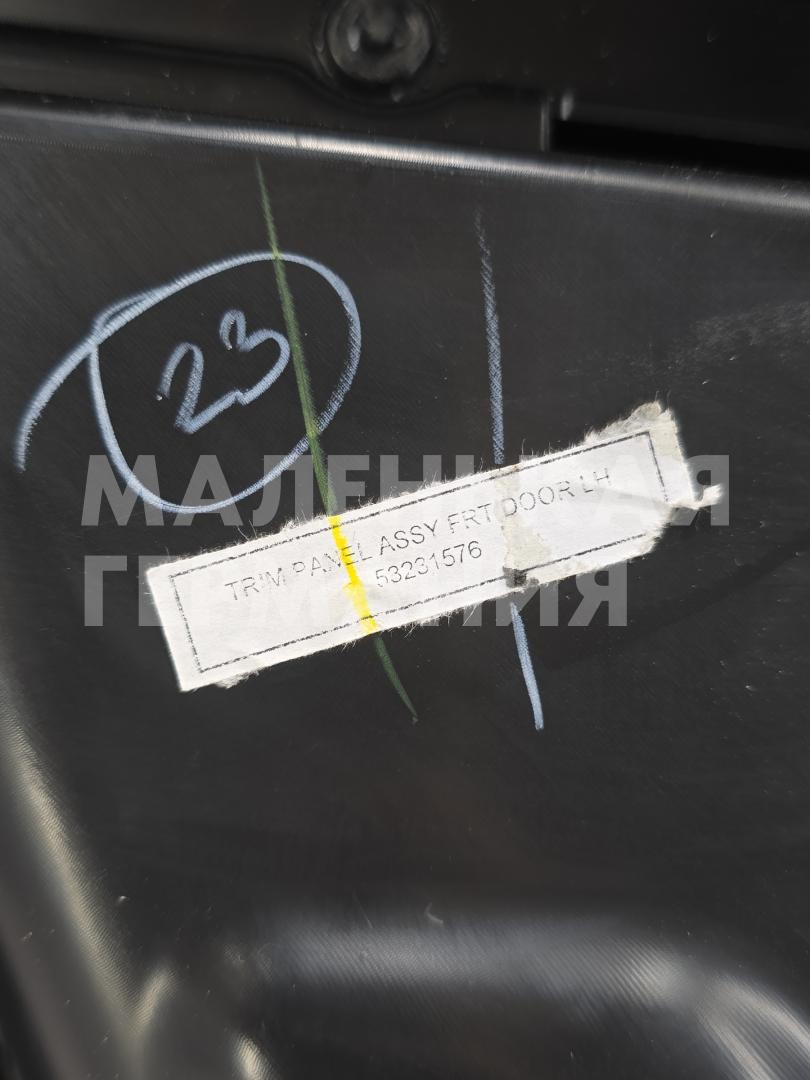 23
МАЛЕНЬКАЯ
ГЕРМАНИЯ
TRIM PANEL ASSY FRT DOOR LH
53231576